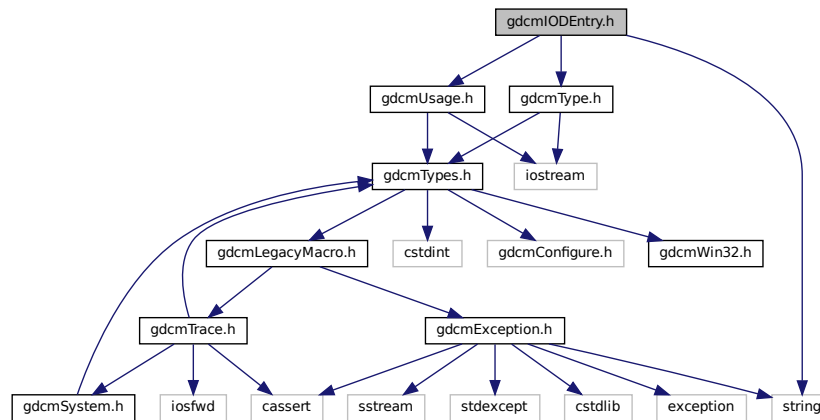 gdcmIODEntry.h
gdcmUsage.h
gdcmType.h
gdcmTypes.h
iostream
gdcmLegacyMacro.h
cstdint
gdcmConfigure.h
gdcmWin32.h
gdcmTrace.h
gdcmException.h
gdcmSystem.h
iosfwd
cassert
sstream
stdexcept
cstdlib
exception
string